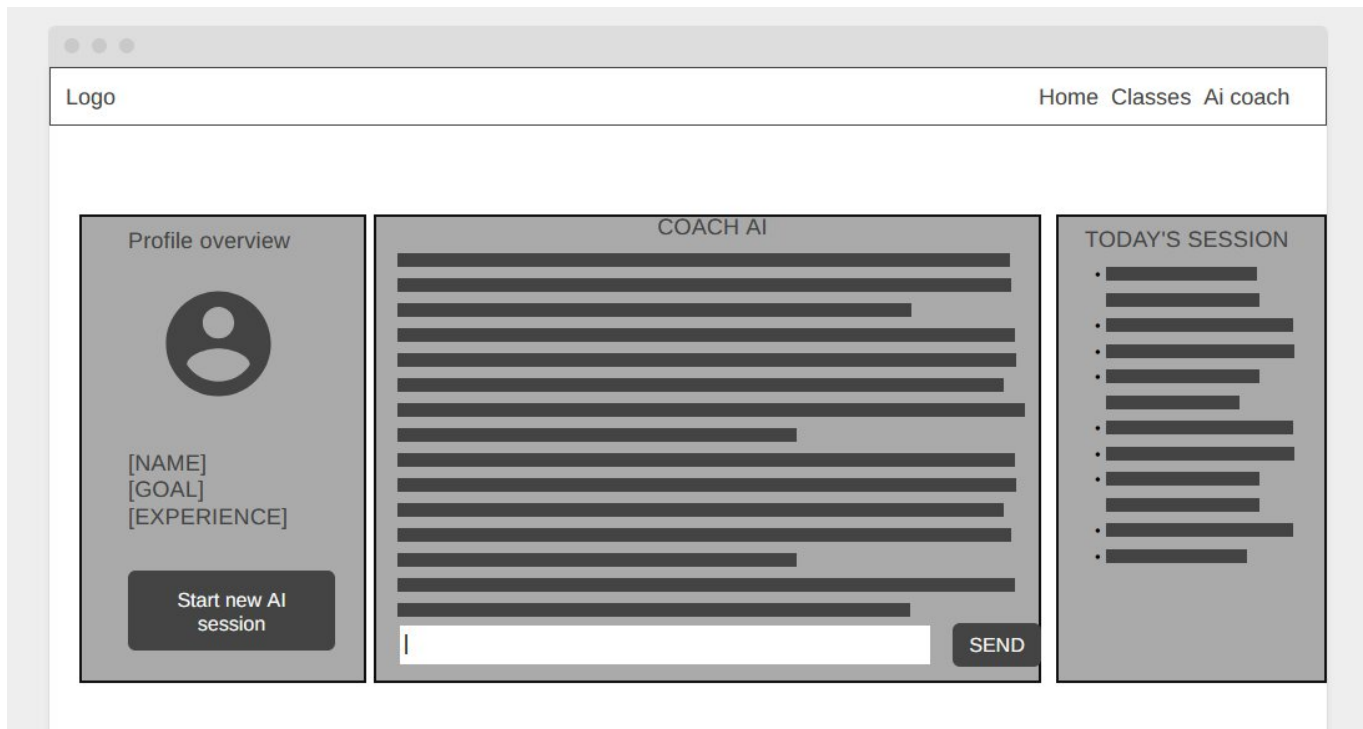 Logo
Home Classes Ai coach
Profile overview
[NAME]
[GOAL]
[EXPERIENCE]
Start new AI
session
COACH AI
SEND
TODAY'S SESSION